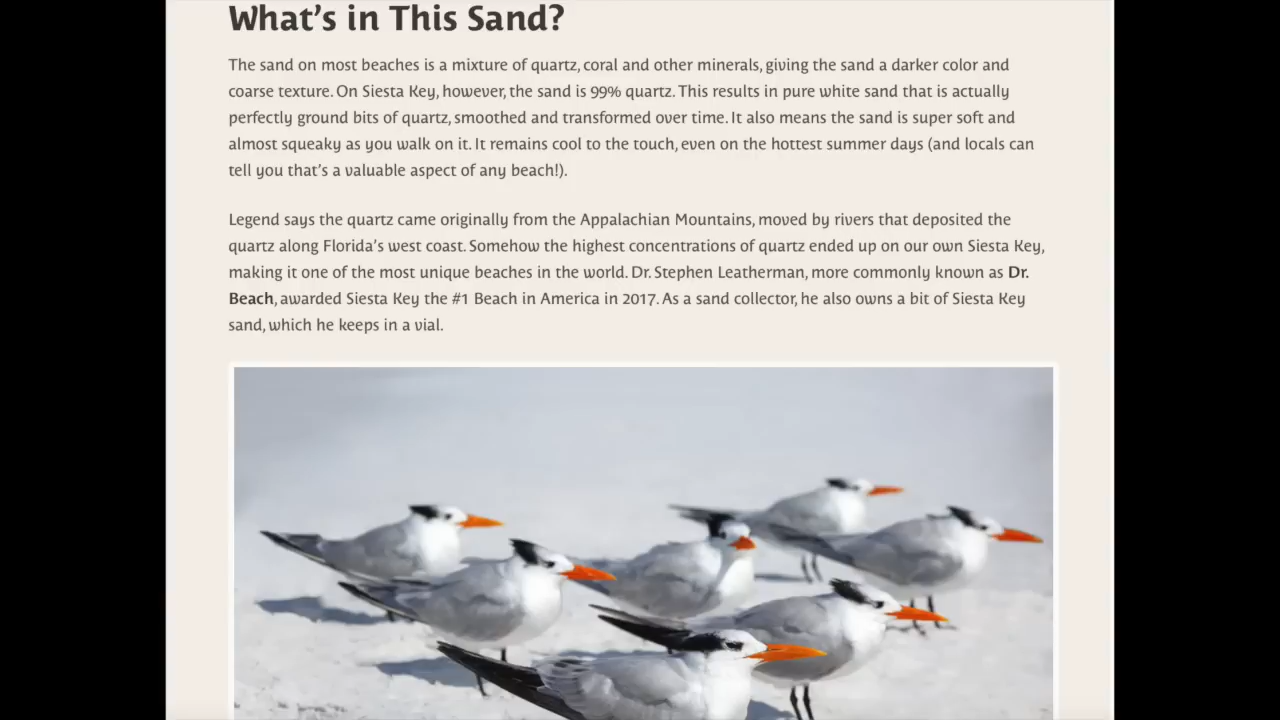 What's in This Sand?
The sand on most beaches is a mixture of quartz, coral and other minerals, giving the sand a darker color and
coarse texture. On Siesta Key, however, the sand is 99% quartz. This results in pure white sand that is actually
perfectly ground bits of quartz, smoothed and transformed over time. It also means the sand is super soft and
almost squeaky as you walk on it. It remains cool to the touch, even on the hottest summer days (and locals can
tell you that's a valuable aspect of any beach!).
Legend says the quartz came originally from the Appalachian Mountains, moved by rivers that deposited the
quartz along Florida's west coast. Somehow the highest concentrations of quartz ended up on our own Siesta Key,
making it one of the most unique beaches in the world. Dr. Stephen Leatherman, more commonly known as Dr.
Beach, awarded Siesta Key the #1 Beach in America in 2017. As a sand collector, he also owns a bit of Siesta Key
sand, which he keeps in a vial.